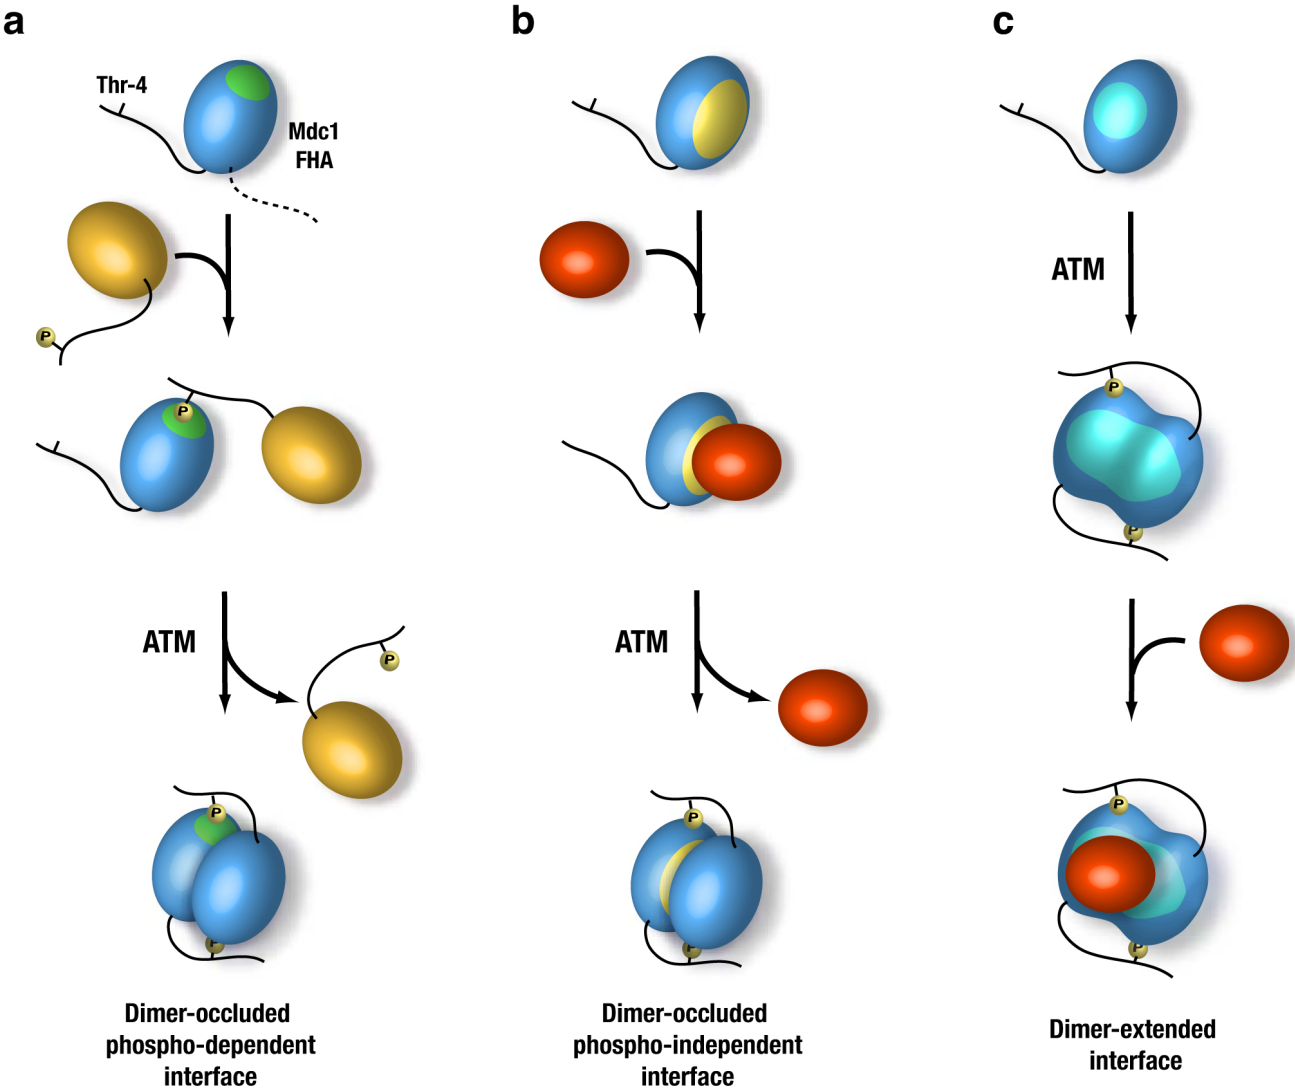 a
b
c
Thr-4
Mdc1
FHA
P
ATM
P
P
P
ATM
ATM
P
P
P
P
P
P
P
Dimer-occluded
phospho-dependent
interface
Dimer-occluded
phospho-independent
interface
Dimer-extended
interface